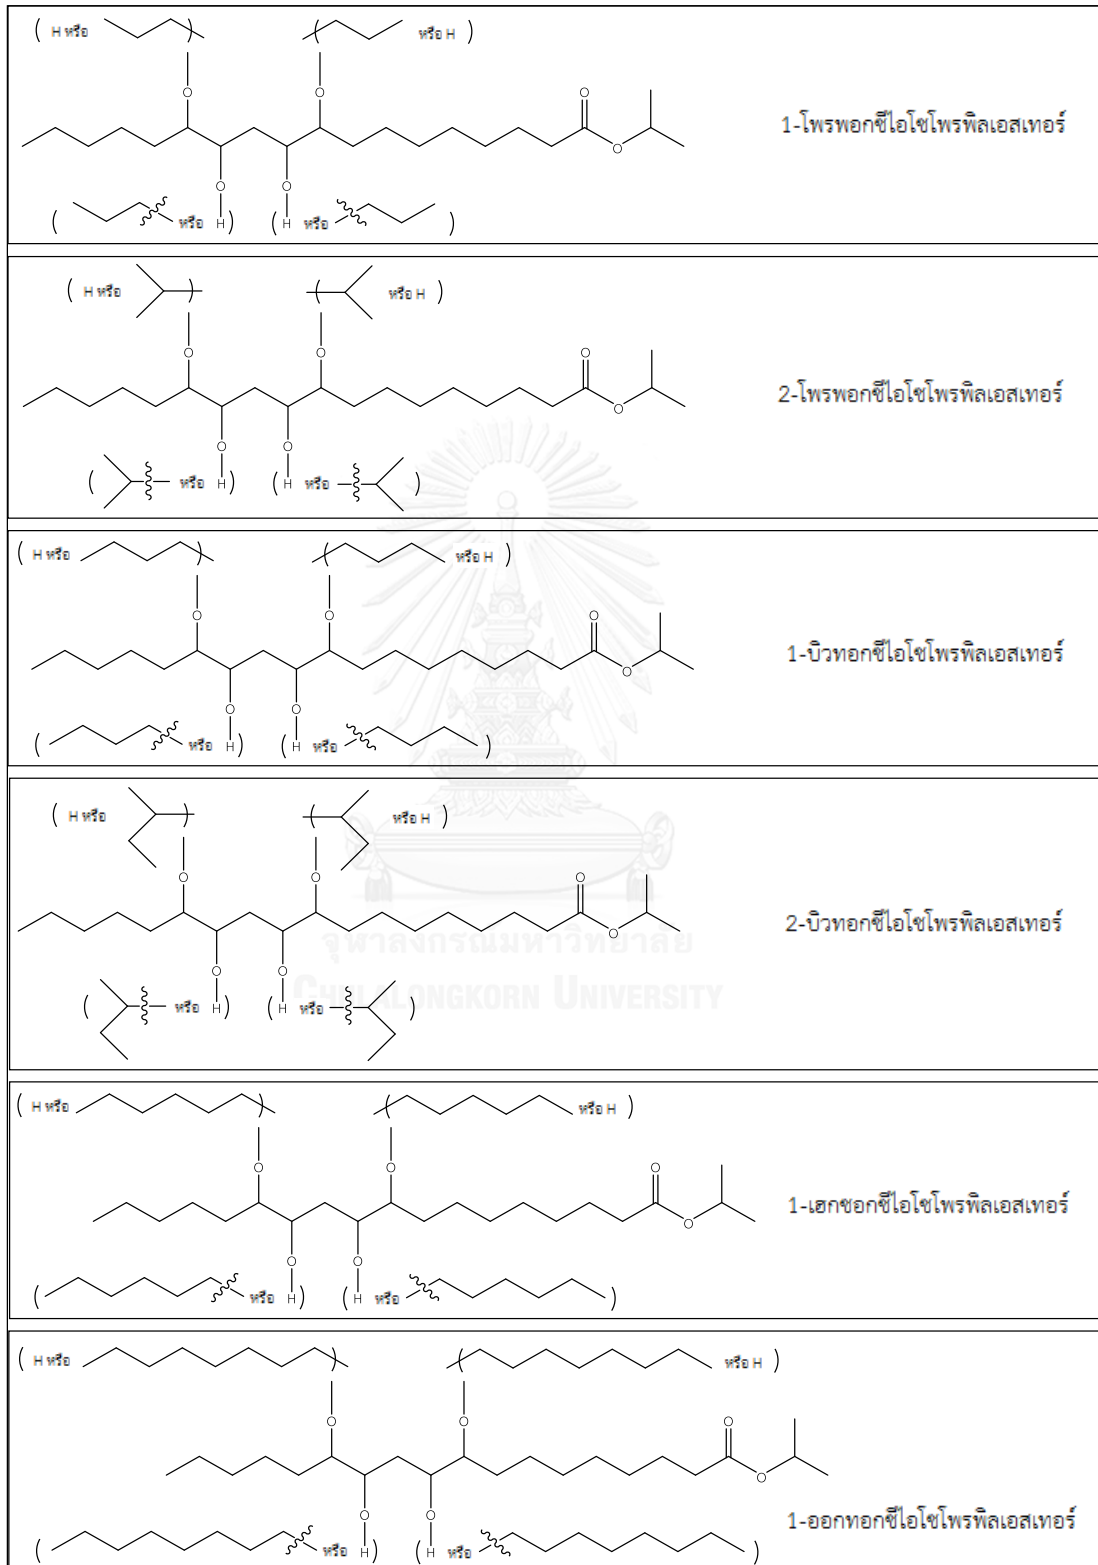 ( H หรือ ) ( หรือ H )
O O O
1-โพรพอกซีไอโซโพรพิลเอสเทอร์
O O O
( หรือ H ) ( H หรือ )
( H หรือ ) ( หรือ H )
O O O
2-โพรพอกซีไอโซโพรพิลเอสเทอร์
O O O
( หรือ H ) ( H หรือ )
( H หรือ ) ( หรือ H )
O O O
1-บิวทอกซีไอโซโพรพิลเอสเทอร์
O O O
( หรือ H ) ( H หรือ )
( H หรือ ) ( หรือ H )
O O O
2-บิวทอกซีไอโซโพรพิลเอสเทอร์
O
จุฬาลงกรณ์มหาวิทยาลัย
O O
( หรือ H ) ( H หรือ )
CHULALONGKORN UNIVERSITY
( H หรือ ) ( หรือ H )
O O O
1-เฮกซอกซีไอโซโพรพิลเอสเทอร์
O O O
( หรือ H ) ( H หรือ )
( H หรือ ) ( หรือ H )
O O O
O
1-ออกทอกซีไอโซโพรพิลเอสเทอร์
O O
( หรือ H ) ( H หรือ )